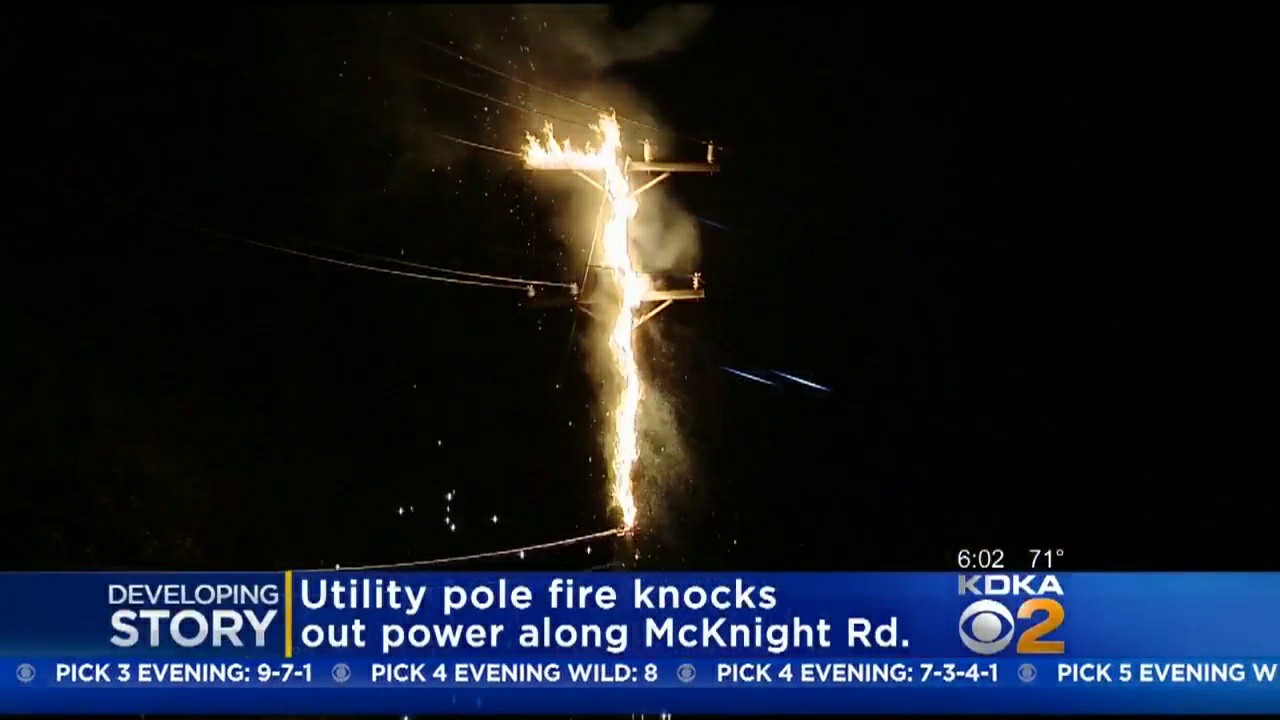 6:02 71°
DEVELOPING
STORY
Utility pole fire knocks
out power along McKnight Rd.
KDKA
2
PICK 3 EVENING: 9-7-1 PICK 4 EVENING WILD: 8 PICK 4 EVENING: 7-3-4-1 PICK 5 EVENING W